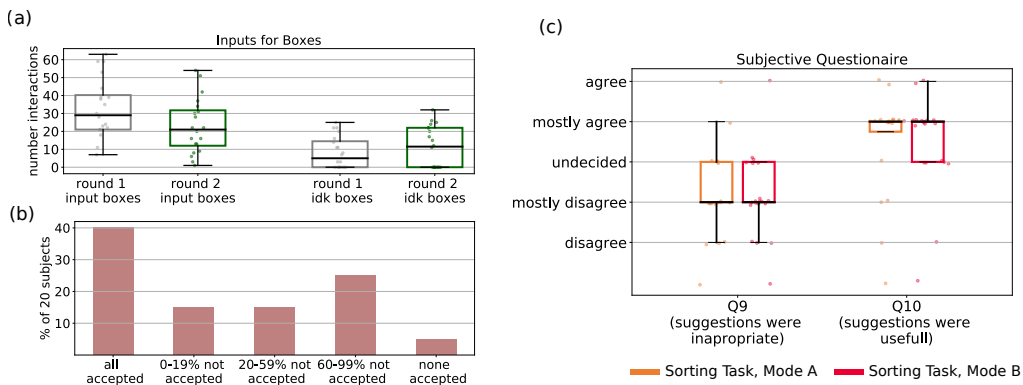 (a)
Inputs for Boxes
number interactions
60
50
40
30
20
10
0
round 1
input boxes
round 2
input boxes
round 1
idk boxes
round 2
idk boxes
(b)
% of 20 subjects
40
30
20
10
all
accepted
0-19% not
accepted
20-59% not
accepted
60-99% not
accepted
none
accepted
(c)
Subjective Questionaire
agree
mostly agree
undecided
mostly disagree
disagree
Q9
(suggestions were
inapropriate)
Q10
(suggestions were
usefull)
Sorting Task, Mode A
Sorting Task, Mode B